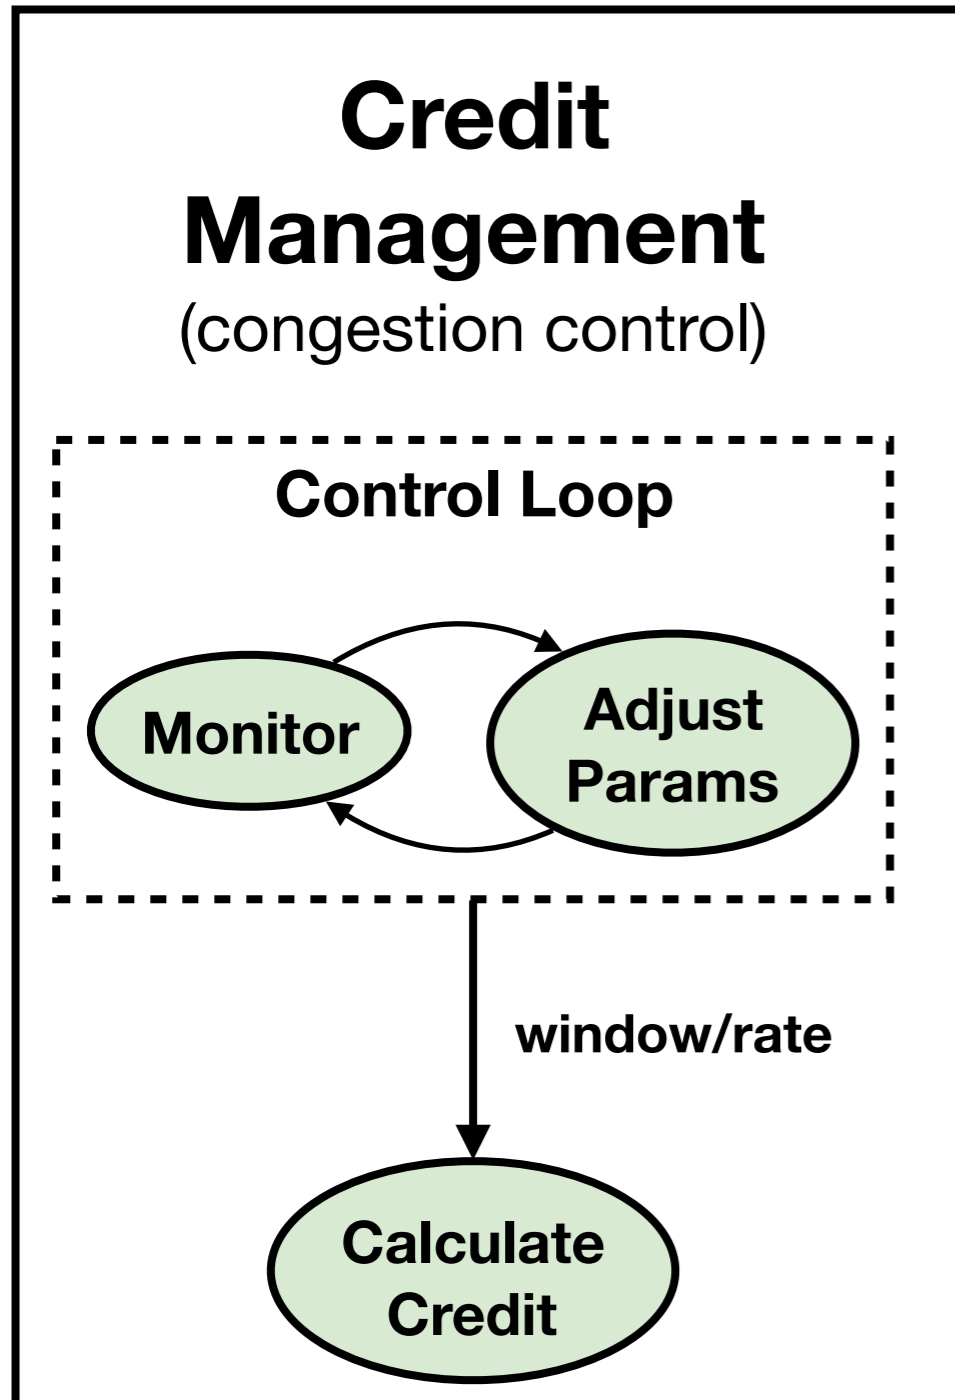 Credit
Management
(congestion control)
Control Loop
Monitor
Adjust
Params
window/rate
Calculate
Credit